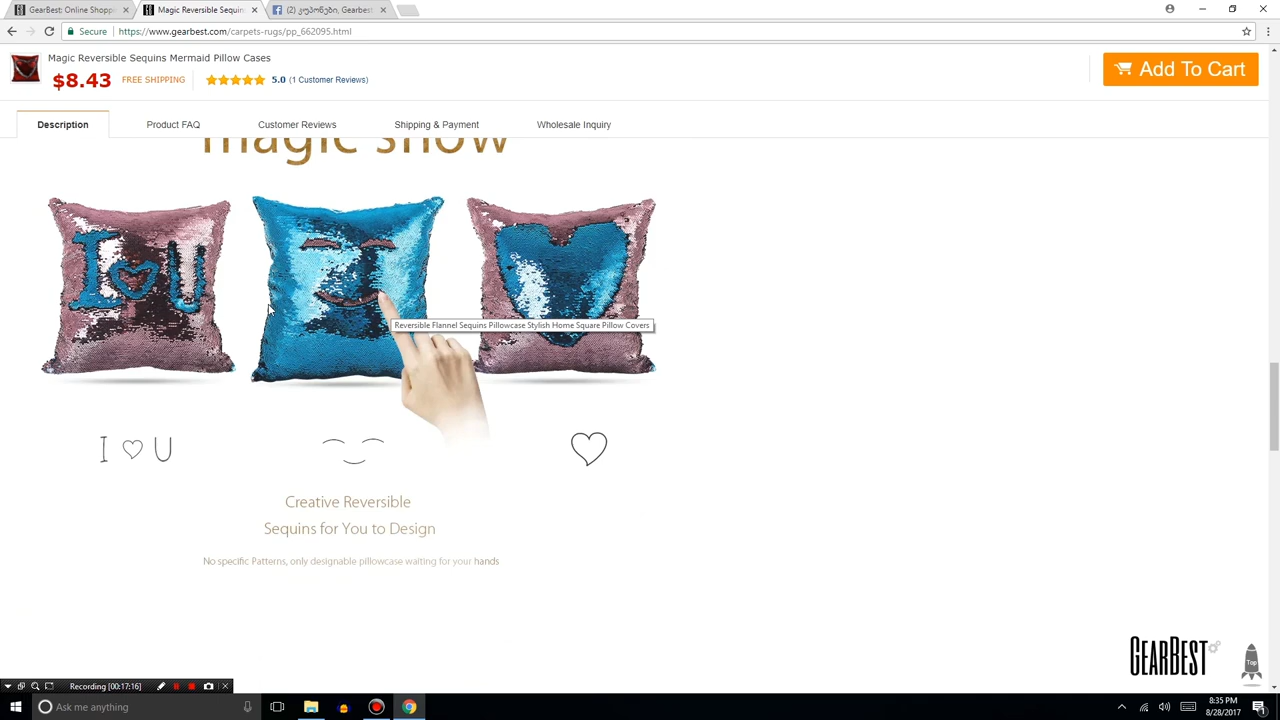 GearBest: Online Shopp
Magic Reversible Sequin
(2) კუპონები, Gearbest
Secure
https://www.gearbest.com/carpets-rugs/pp_662095.html
Magic Reversible Sequins Mermaid Pillow Cases
$8.43
FREE SHIPPING
5.0 (1 Customer Reviews)
Add To Cart
Description
Product FAQ
Customer Reviews
Shipping & Payment
Wholesale Inquiry
magic show
I U
Reversible Flannel Sequins Pillowcase Stylish Home Square Pillow Covers
I U
Creative Reversible
Sequins for You to Design
No specific Patterns, only designable pillowcase waiting for your hands
GEARBEST
Top
Recording [00:17:16]
Ask me anything
8:35 PM
8/28/2017
1